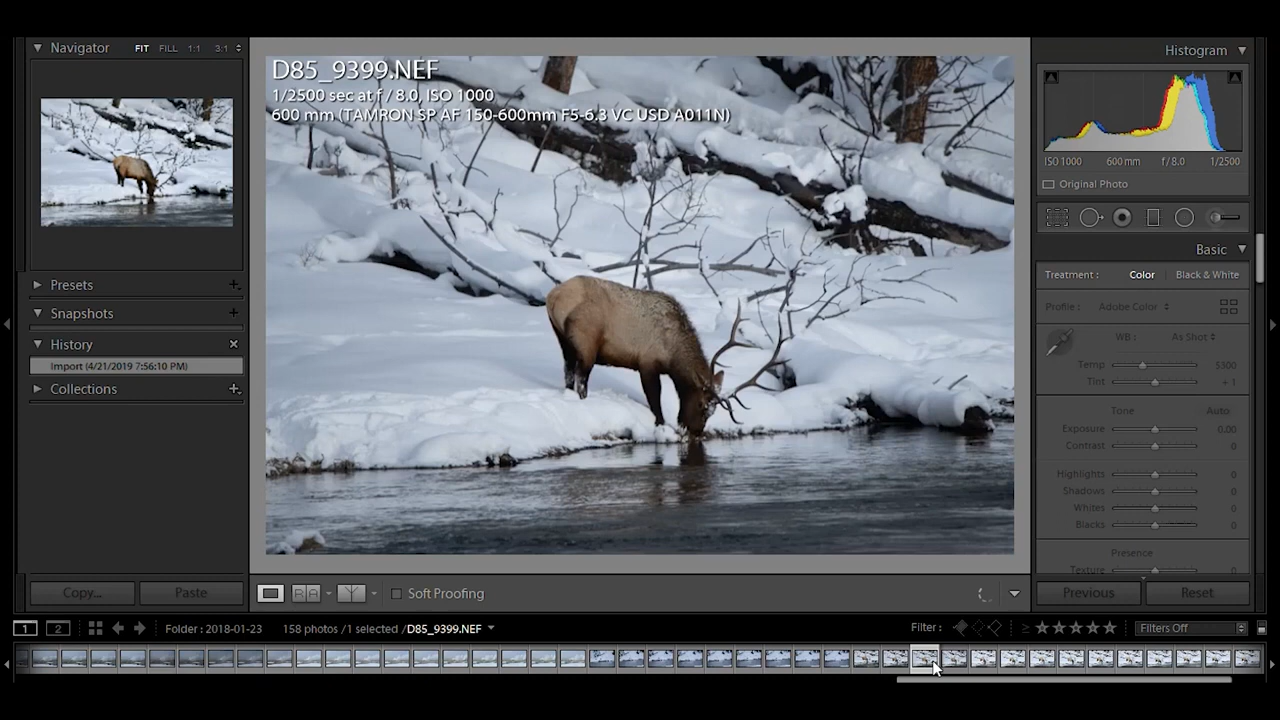 Navigator FIT FILL 1:1 3:1
Presets
Snapshots
History
Import (4/21/2019 7:56:10 PM)
Collections
Copy... Paste
D85_9399.NEF
1/2500 sec at f / 8.0, ISO 1000
600 mm (TAMRON SP AF 150-600mm F5-6.3 VC USD A011N)
Soft Proofing
Histogram
ISO 1000 600 mm f / 8.0 1/2500
Original Photo
Basic
Treatment : Color Black & White
Profile : Adobe Color
WB : As Shot
Temp 5300
Tint + 1
Tone Auto
Exposure 0.00
Contrast 0
Highlights 0
Shadows 0
Whites 0
Blacks 0
Presence
Texture 0
Previous Reset
1 2 Folder : 2018-01-23 158 photos / 1 selected / D85_9399.NEF Filter : Filters Off